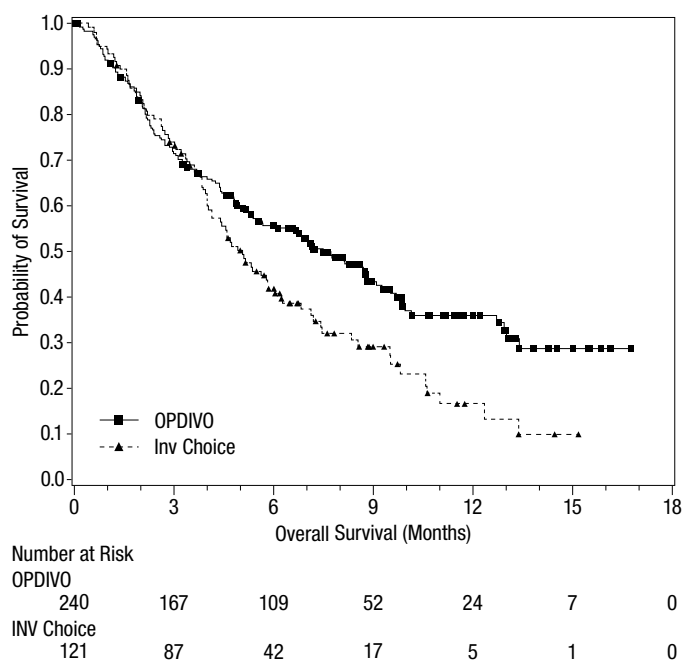 1.0
0.9
0.8
0.7
0.6
0.5
0.4
0.3
0.2
0.1
0.0
Probability of Survival
OPDIVO
Inv Choice
0 3 6 9 12 15 18
Overall Survival (Months)
Number at Risk
OPDIVO
240 167 109 52 24 7 0
INV Choice
121 87 42 17 5 1 0